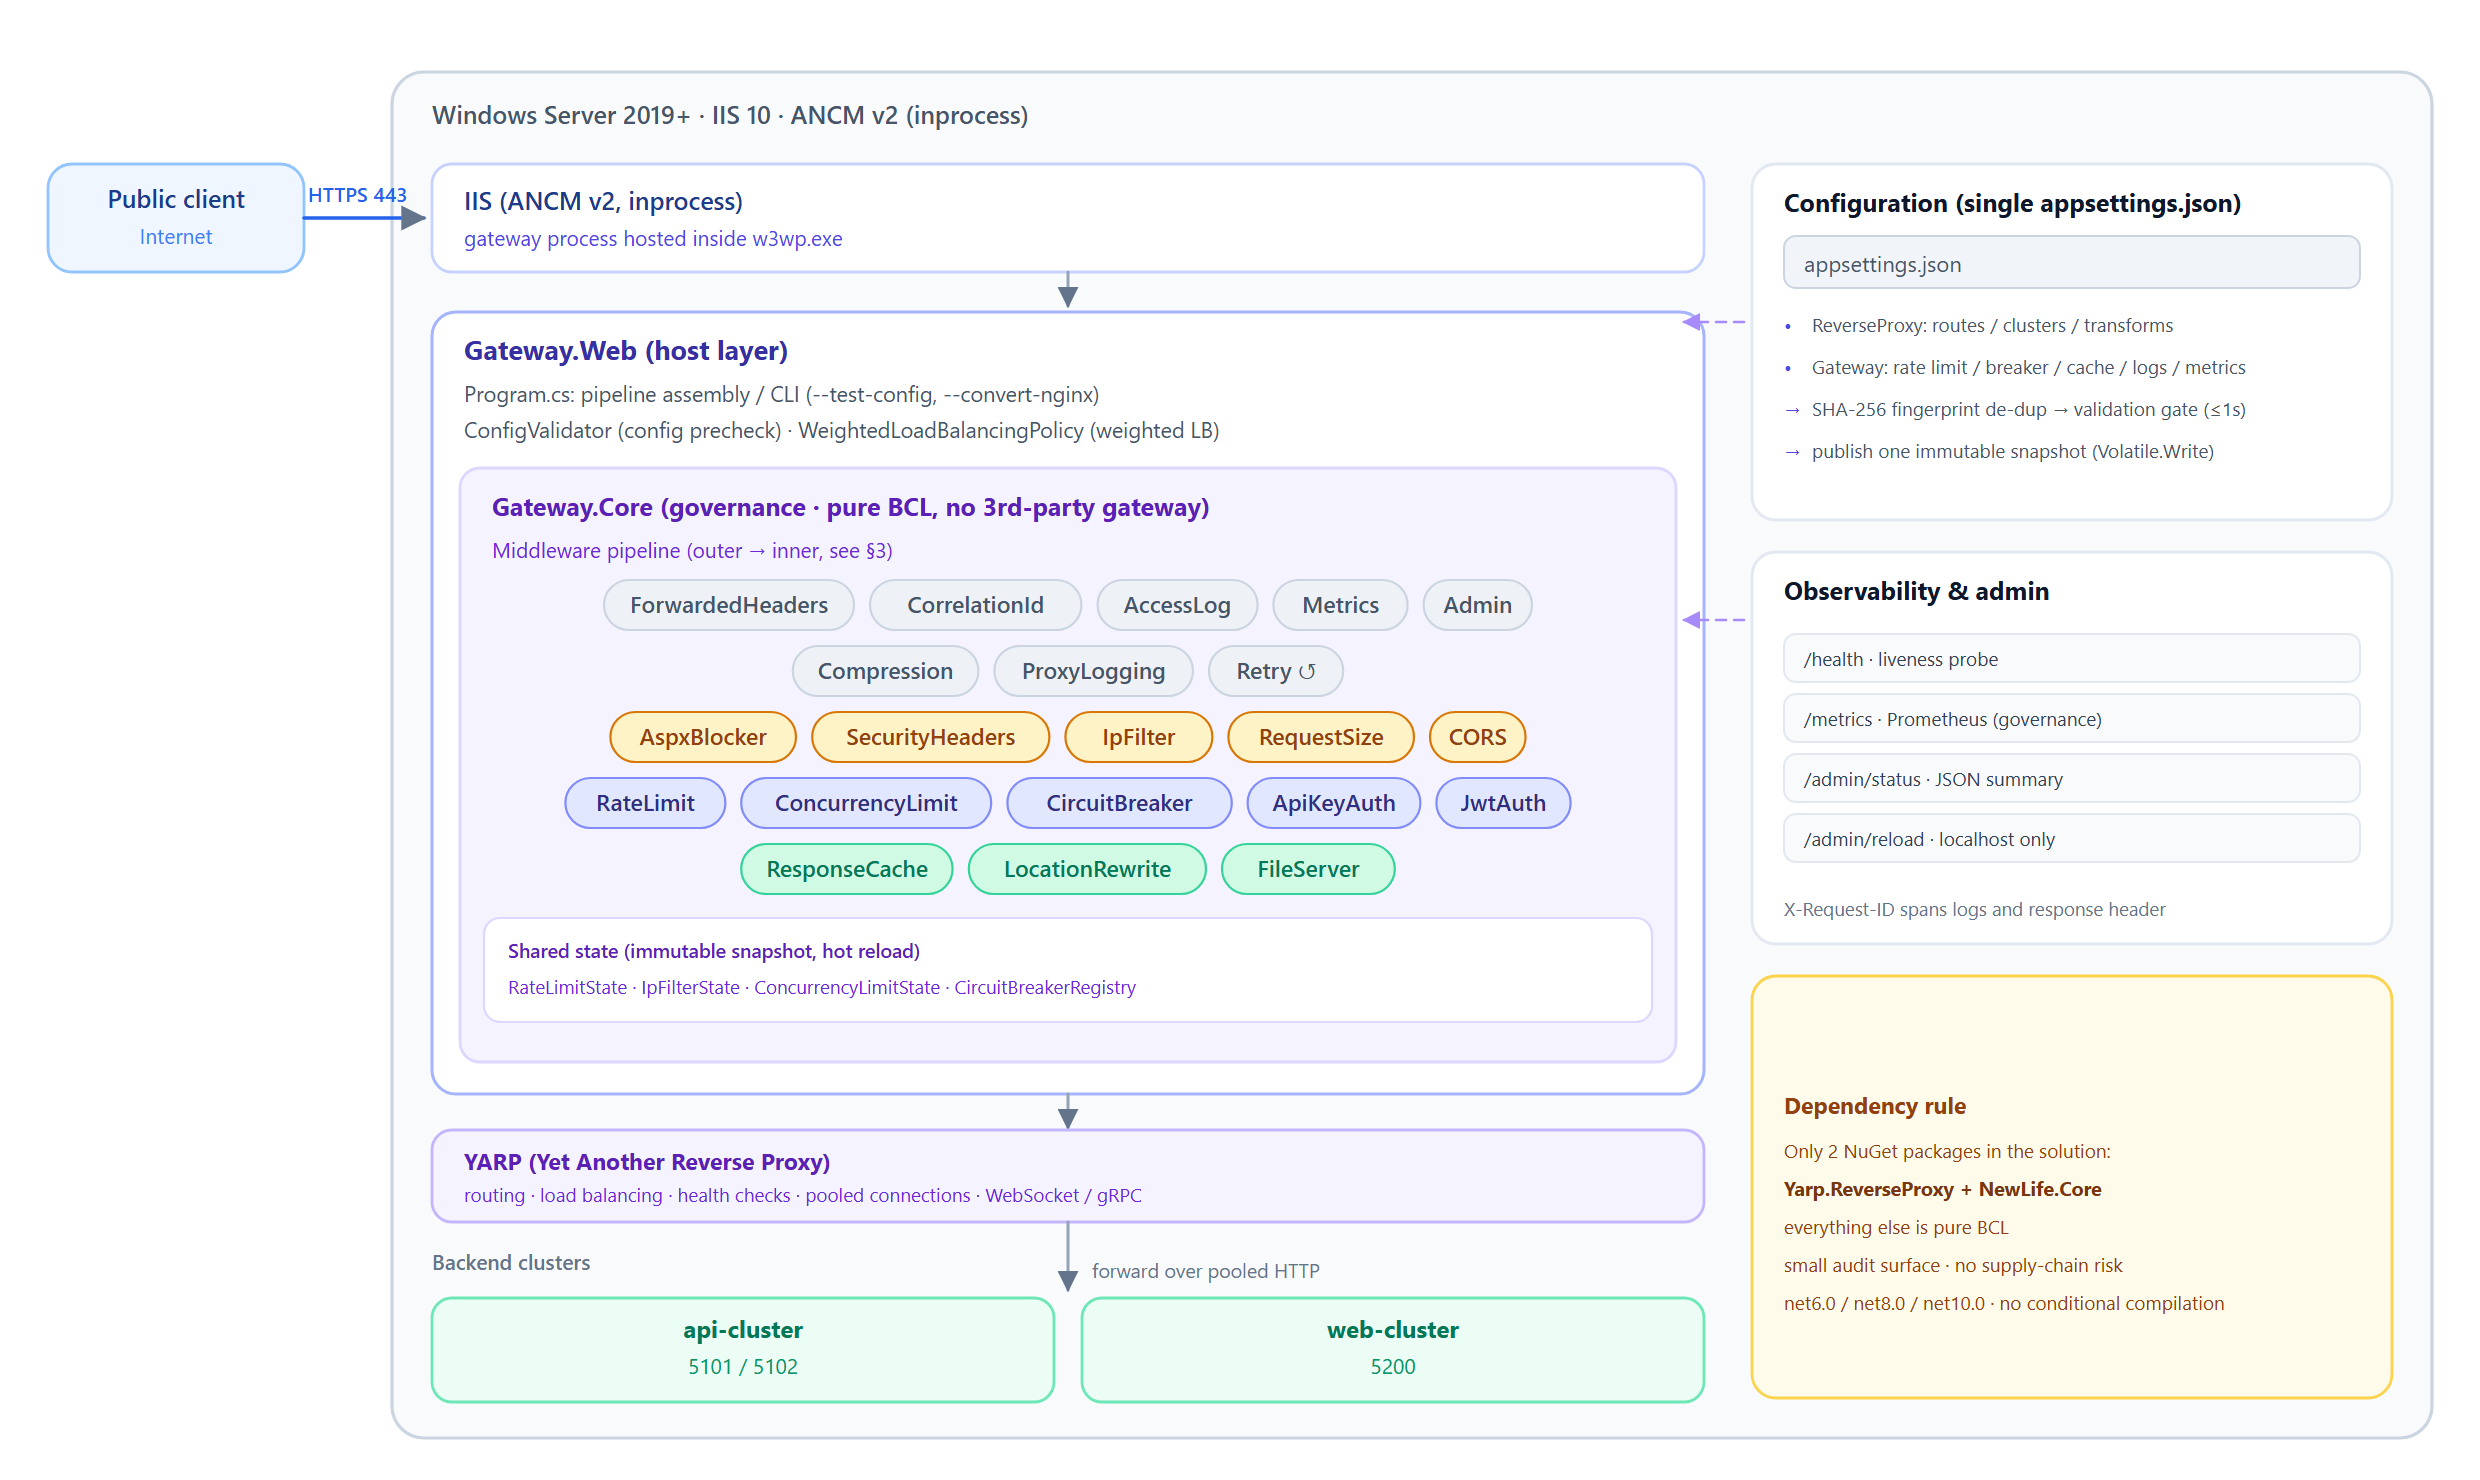 Windows Server 2019+ · IIS 10 · ANCM v2 (inprocess)
Public client
Internet
HTTPS 443
IIS (ANCM v2, inprocess)
gateway process hosted inside w3wp.exe
Gateway.Web (host layer)
Program.cs: pipeline assembly / CLI (--test-config, --convert-nginx)
ConfigValidator (config precheck) · WeightedLoadBalancingPolicy (weighted LB)
Gateway.Core (governance · pure BCL, no 3rd-party gateway)
Middleware pipeline (outer → inner, see §3)
ForwardedHeaders CorrelationId AccessLog Metrics Admin
Compression ProxyLogging Retry ↺
AspxBlocker SecurityHeaders IpFilter RequestSize CORS
RateLimit ConcurrencyLimit CircuitBreaker ApiKeyAuth JwtAuth
ResponseCache LocationRewrite FileServer
Shared state (immutable snapshot, hot reload)
RateLimitState · IpFilterState · ConcurrencyLimitState · CircuitBreakerRegistry
YARP (Yet Another Reverse Proxy)
routing · load balancing · health checks · pooled connections · WebSocket / gRPC
Backend clusters
forward over pooled HTTP
api-cluster
5101 / 5102
web-cluster
5200
Configuration (single appsettings.json)
appsettings.json
• ReverseProxy: routes / clusters / transforms
• Gateway: rate limit / breaker / cache / logs / metrics
→ SHA-256 fingerprint de-dup → validation gate (≤1s)
→ publish one immutable snapshot (Volatile.Write)
Observability & admin
/health · liveness probe
/metrics · Prometheus (governance)
/admin/status · JSON summary
/admin/reload · localhost only
X-Request-ID spans logs and response header
Dependency rule
Only 2 NuGet packages in the solution:
Yarp.ReverseProxy + NewLife.Core
everything else is pure BCL
small audit surface · no supply-chain risk
net6.0 / net8.0 / net10.0 · no conditional compilation